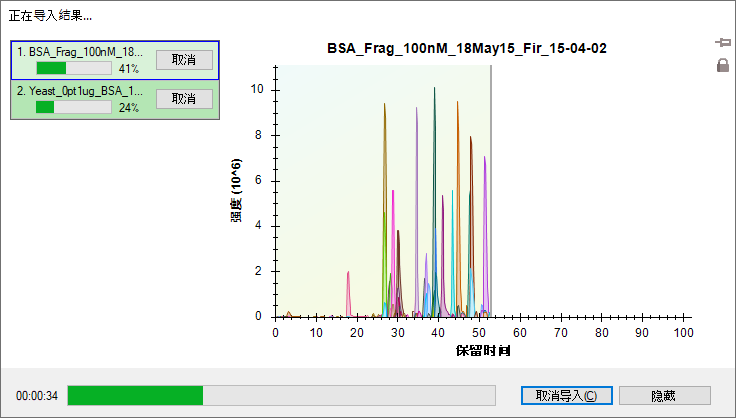 正在导入结果...
1. BSA_Frag_100nM_18...
取消
41%
2. Yeast_0pt1ug_BSA_1...
取消
24%
BSA_Frag_100nM_18May15_Fir_15-04-02
强度 (10^6)
10
8
6
4
2
0
0 10 20 30 40 50 60 70 80 90 100
保留时间
00:00:34
取消导入(C)
隐藏